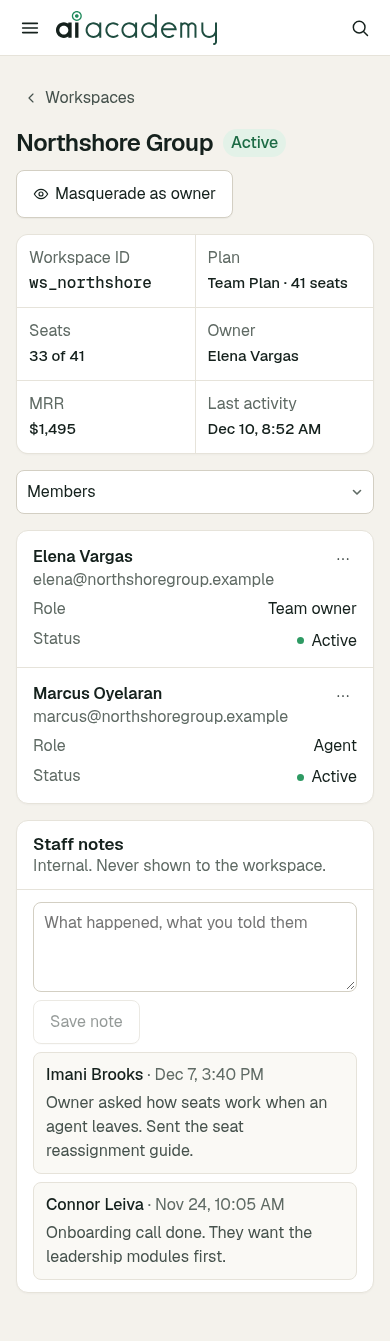 ai academy
Workspaces
Northshore Group Active
Masquerade as owner
Workspace ID
ws_northshore
Plan
Team Plan · 41 seats
Seats
33 of 41
Owner
Elena Vargas
MRR
$1,495
Last activity
Dec 10, 8:52 AM
Members
Elena Vargas ...
elena@northshoregroup.example
Role Team owner
Status Active
Marcus Oyelaran ...
marcus@northshoregroup.example
Role Agent
Status Active
Staff notes
Internal. Never shown to the workspace.
What happened, what you told them
Save note
Imani Brooks · Dec 7, 3:40 PM
Owner asked how seats work when an
agent leaves. Sent the seat
reassignment guide.
Connor Leiva · Nov 24, 10:05 AM
Onboarding call done. They want the
leadership modules first.